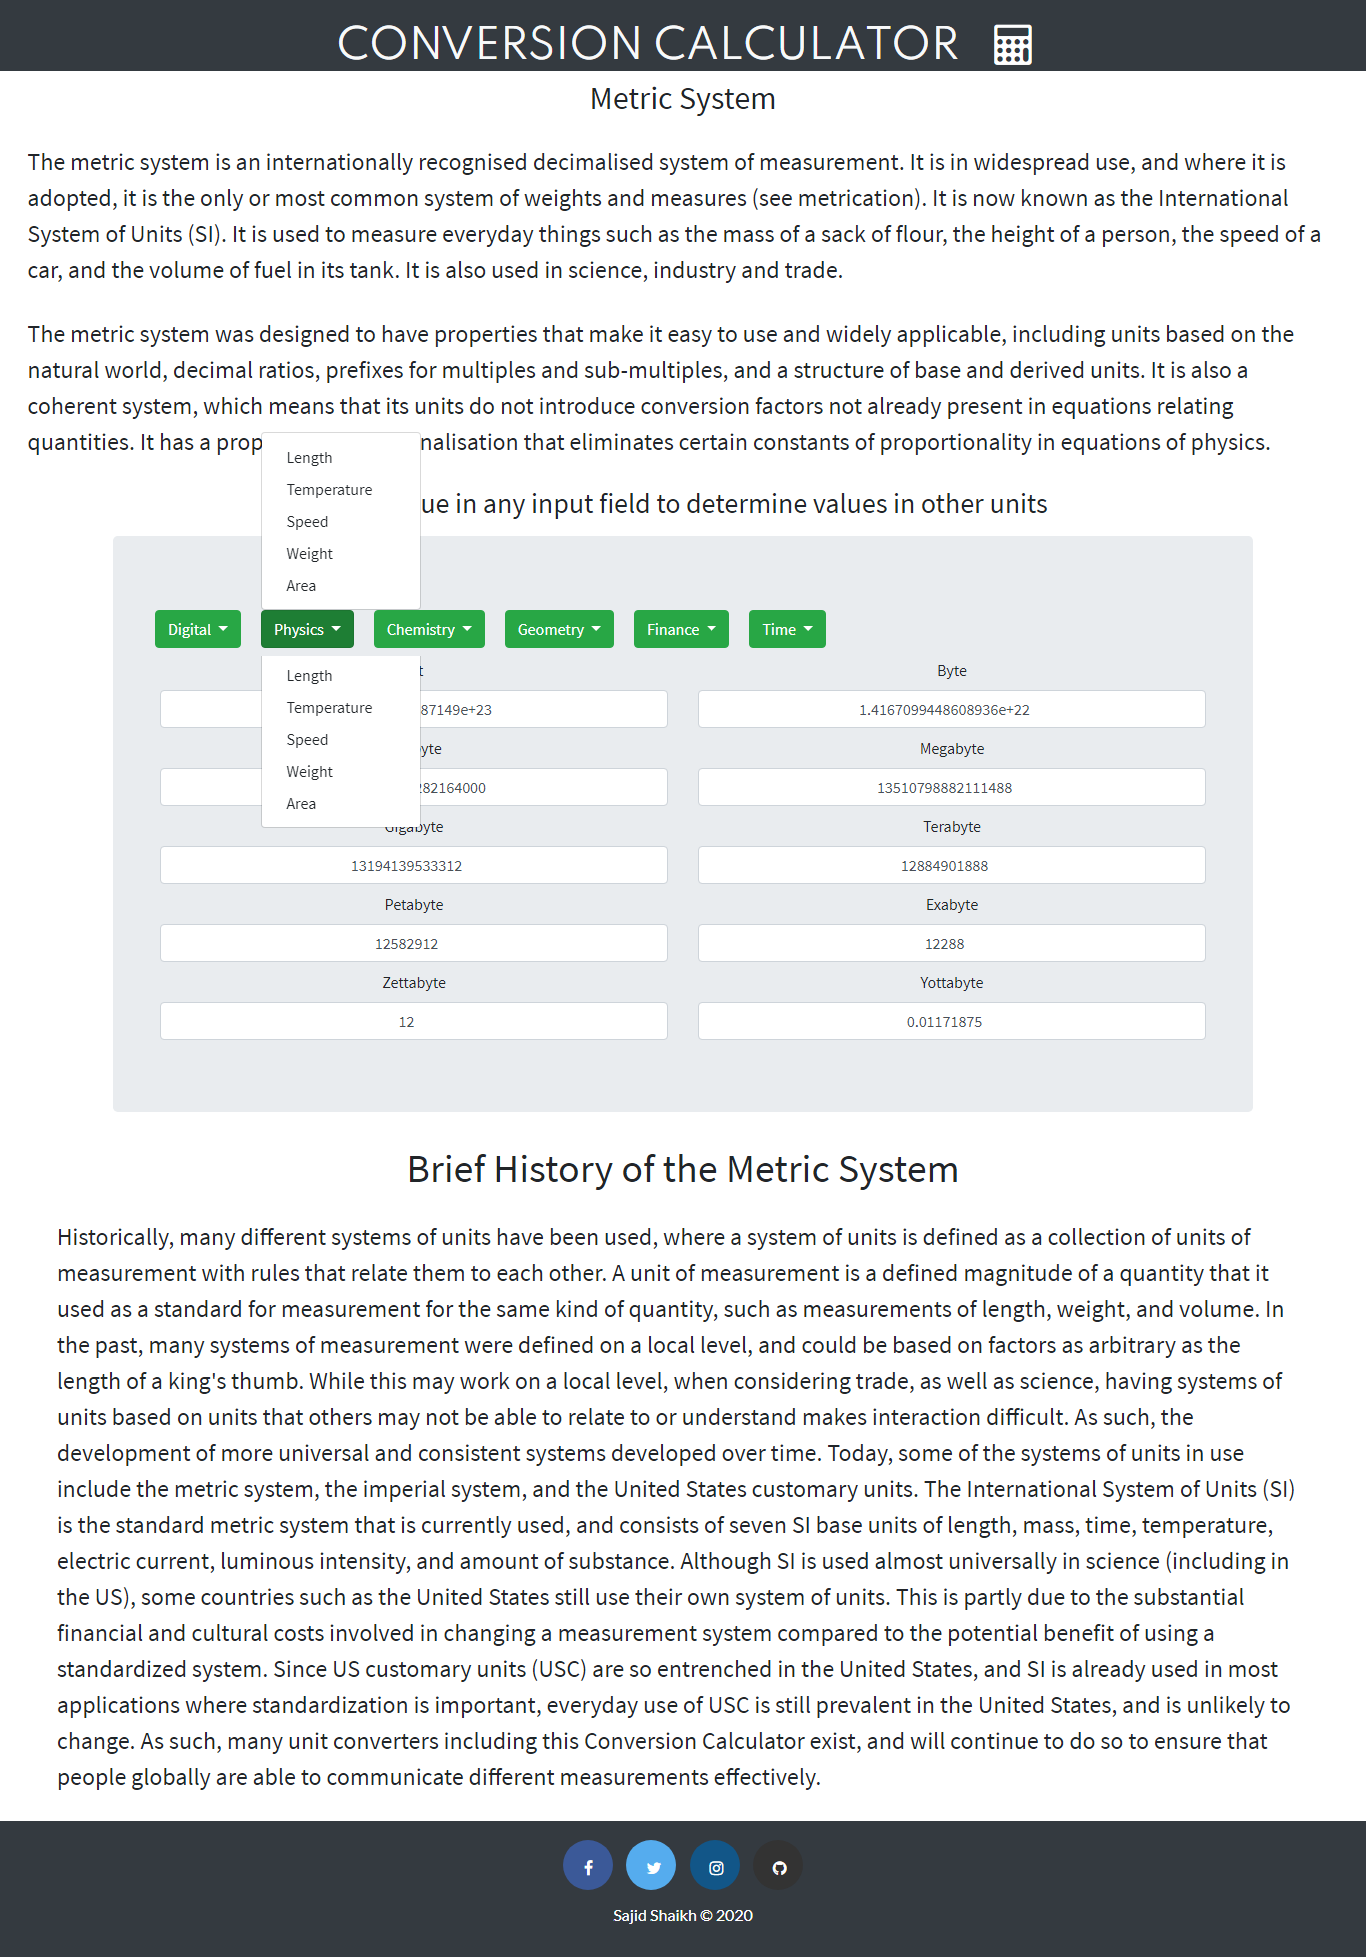 CONVERSION CALCULATOR
Metric System
The metric system is an internationally recognised decimalised system of measurement. It is in widespread use, and where it is
adopted, it is the only or most common system of weights and measures (see metrication). It is now known as the International
System of Units (SI). It is used to measure everyday things such as the mass of a sack of flour, the height of a person, the speed of a
car, and the volume of fuel in its tank. It is also used in science, industry and trade.
The metric system was designed to have properties that make it easy to use and widely applicable, including units based on the
natural world, decimal ratios, prefixes for multiples and sub-multiples, and a structure of base and derived units. It is also a
coherent system, which means that its units do not introduce conversion factors not already present in equations relating
quantities. It has a prop nalisation that eliminates certain constants of proportionality in equations of physics.
Length
Temperature
ue in any input field to determine values in other units
Speed
Weight
Area
Digital Physics Chemistry Geometry Finance Time
Length
Temperature
Speed
Weight
Area
t Byte
87149e+23 1.4167099448608936e+22
yte Megabyte
282164000 13510798882111488
Gigabyte Terabyte
13194139533312 12884901888
Petabyte Exabyte
12582912 12288
Zettabyte Yottabyte
12 0.01171875
Brief History of the Metric System
Historically, many different systems of units have been used, where a system of units is defined as a collection of units of
measurement with rules that relate them to each other. A unit of measurement is a defined magnitude of a quantity that it
used as a standard for measurement for the same kind of quantity, such as measurements of length, weight, and volume. In
the past, many systems of measurement were defined on a local level, and could be based on factors as arbitrary as the
length of a king's thumb. While this may work on a local level, when considering trade, as well as science, having systems of
units based on units that others may not be able to relate to or understand makes interaction difficult. As such, the
development of more universal and consistent systems developed over time. Today, some of the systems of units in use
include the metric system, the imperial system, and the United States customary units. The International System of Units (SI)
is the standard metric system that is currently used, and consists of seven SI base units of length, mass, time, temperature,
electric current, luminous intensity, and amount of substance. Although SI is used almost universally in science (including in
the US), some countries such as the United States still use their own system of units. This is partly due to the substantial
financial and cultural costs involved in changing a measurement system compared to the potential benefit of using a
standardized system. Since US customary units (USC) are so entrenched in the United States, and SI is already used in most
applications where standardization is important, everyday use of USC is still prevalent in the United States, and is unlikely to
change. As such, many unit converters including this Conversion Calculator exist, and will continue to do so to ensure that
people globally are able to communicate different measurements effectively.
Sajid Shaikh © 2020